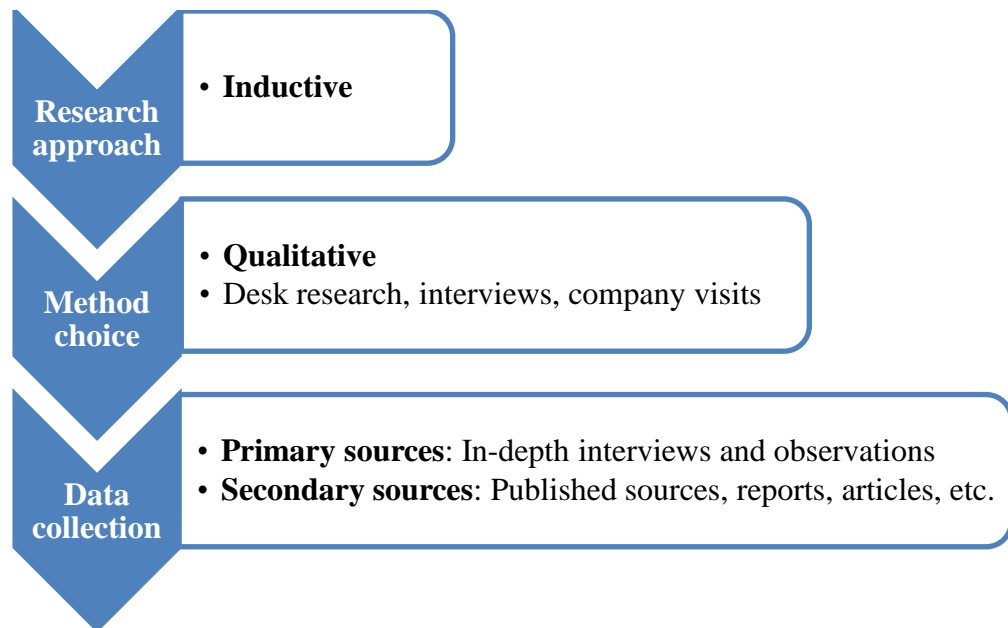 Research
approach
• Inductive
Method
choice
• Qualitative
• Desk research, interviews, company visits
Data
collection
• Primary sources: In-depth interviews and observations
• Secondary sources: Published sources, reports, articles, etc.